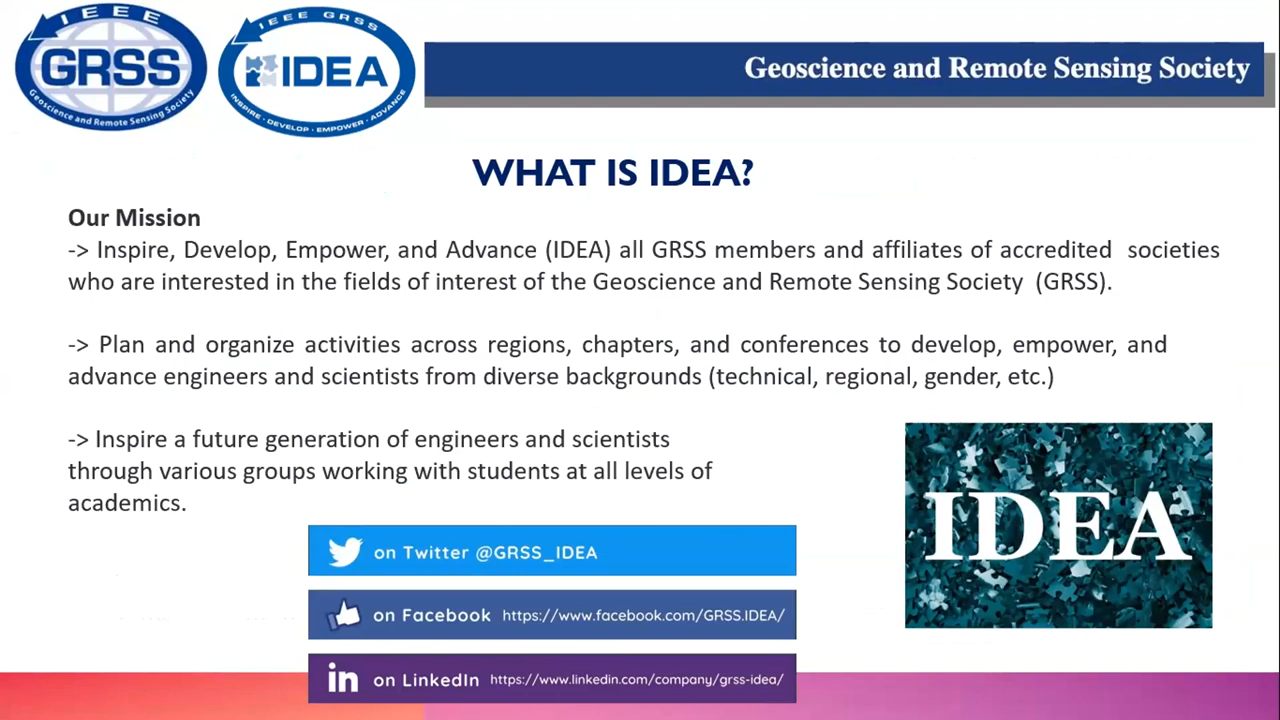 IEEE
GRSS
Geoscience and Remote Sensing Society
IEEE GRSS
IDEA
INSPIRE - DEVELOP - EMPOWER - ADVANCE
Geoscience and Remote Sensing Society
WHAT IS IDEA?
Our Mission
-> Inspire, Develop, Empower, and Advance (IDEA) all GRSS members and affiliates of accredited societies
who are interested in the fields of interest of the Geoscience and Remote Sensing Society (GRSS).
-> Plan and organize activities across regions, chapters, and conferences to develop, empower, and
advance engineers and scientists from diverse backgrounds (technical, regional, gender, etc.)
-> Inspire a future generation of engineers and scientists
through various groups working with students at all levels of
academics.
IDEA
on Twitter @GRSS_IDEA
on Facebook https://www.facebook.com/GRSS.IDEA/
in on LinkedIn https://www.linkedin.com/company/grss-idea/